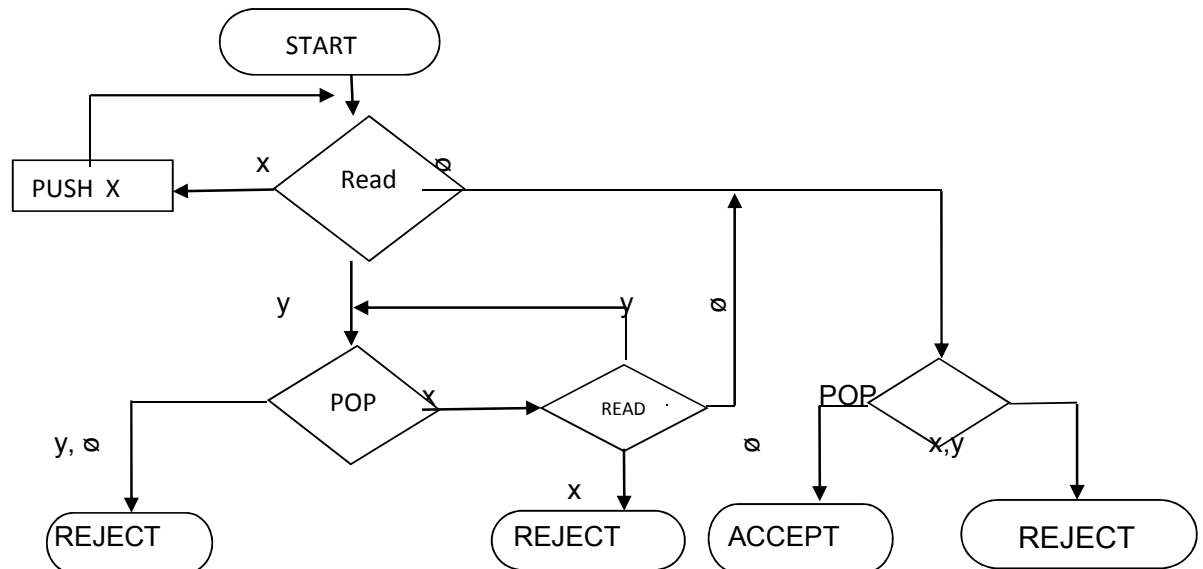 START
x
ø
Read
PUSH X
y
y
ø
POP
x
READ
POP
y, ø
x
ø
x,y
REJECT
REJECT
ACCEPT
REJECT